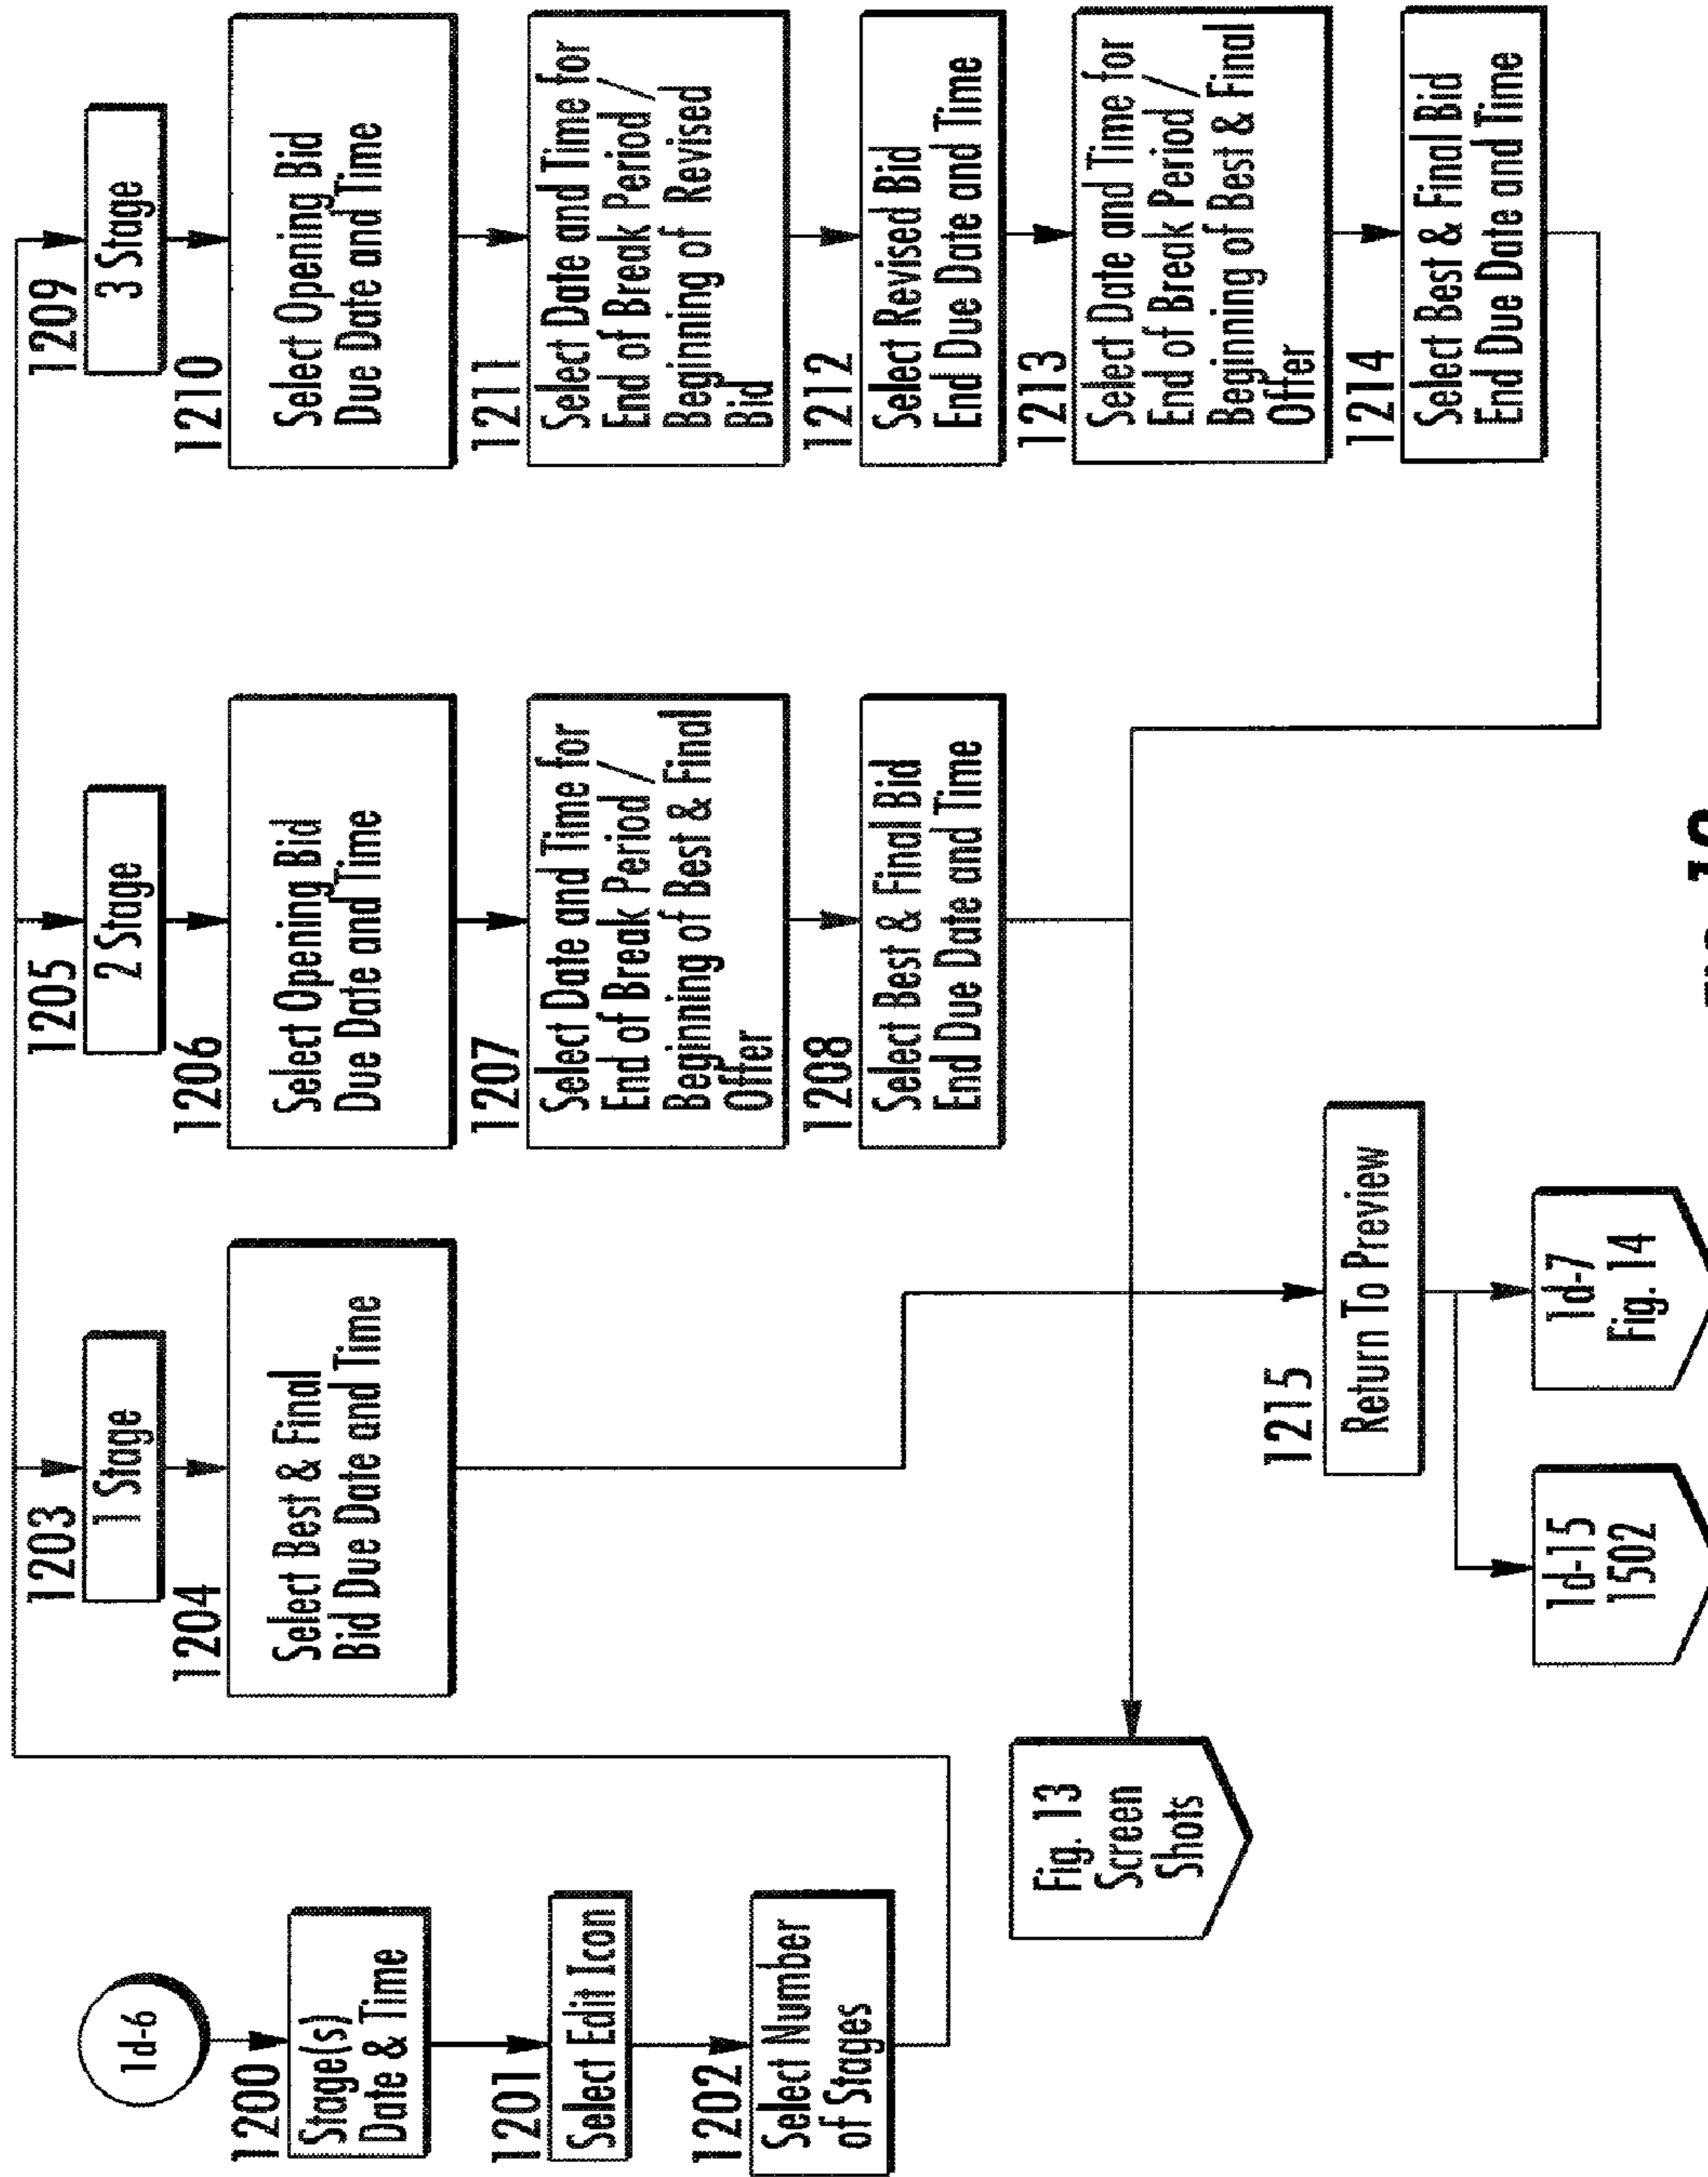 1d-6
1200
Stage(s)
Date & Time
1201
Select Edit Icon
1202
Select Number
of Stages
1203
1 Stage
1204
Select Best & Final
Bid Due Date and Time
1205
2 Stage
1206
Select Opening Bid
Due Date and Time
1207
Select Date and Time for
End of Break Period /
Beginning of Best & Final
Offer
1208
Select Best & Final Bid
End Due Date and Time
1209
3 Stage
1210
Select Opening Bid
Due Date and Time
1211
Select Date and Time for
End of Break Period /
Beginning of Revised
Bid
1212
Select Revised Bid
End Due Date and Time
1213
Select Date and Time for
End of Break Period /
Beginning of Best & Final
Offer
1214
Select Best & Final Bid
End Due Date and Time
Fig. 13
Screen
Shots
1215
Return To Preview
1d-15
1502
1d-7
Fig. 14